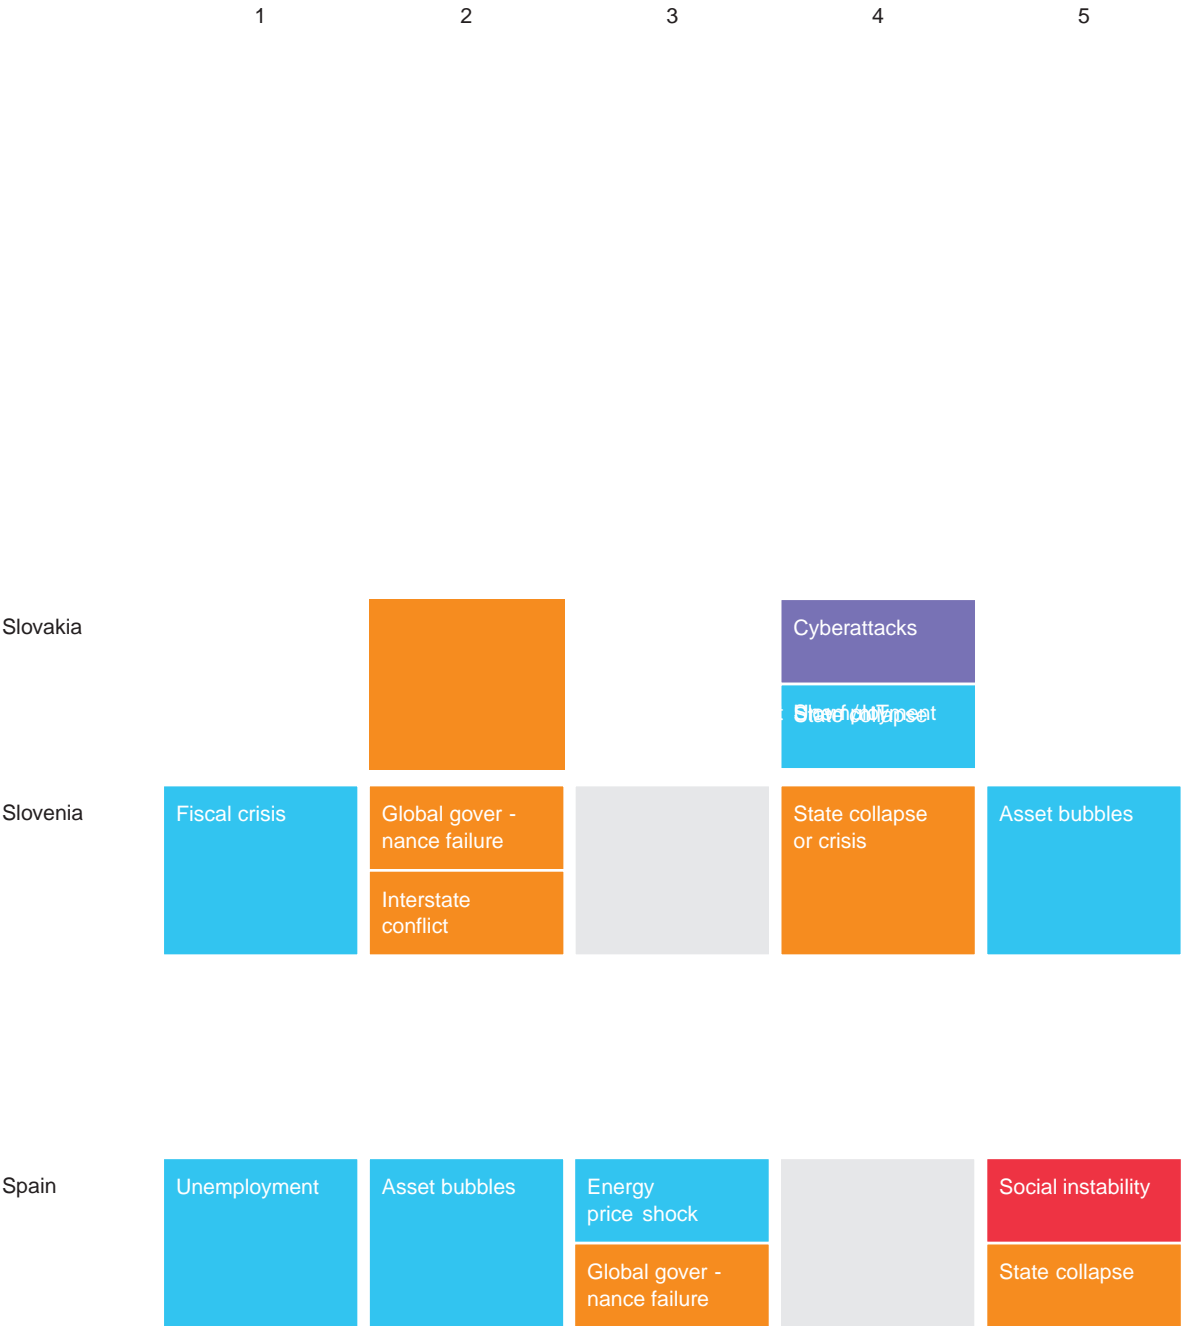 1 2 3 4 5
Slovakia
Cyberattacks
Slovenia
Fiscal crisis
Global gover -
nance failure
Interstate
conflict
State collapse
or crisis
Asset bubbles
Spain
Unemployment
Asset bubbles
Energy
price shock
Global gover -
nance failure
Social instability
State collapse